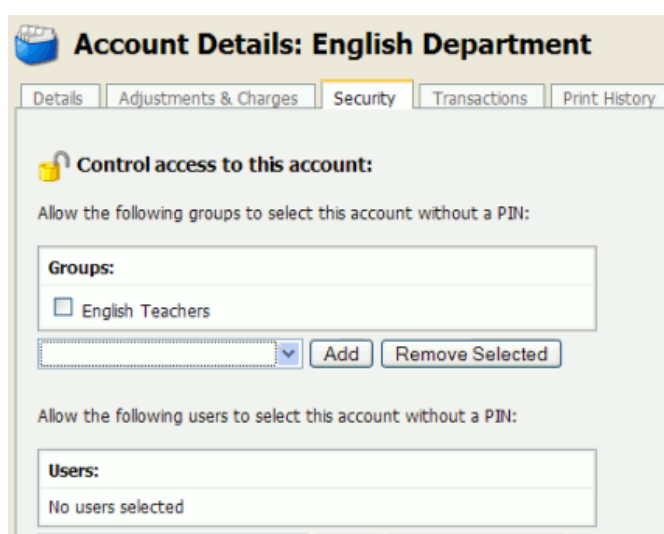 Account Details: English Department
Details Adjustments & Charges Security Transactions Print History
Control access to this account:
Allow the following groups to select this account without a PIN:
Groups:
English Teachers
Add Remove Selected
Allow the following users to select this account without a PIN:
Users:
No users selected